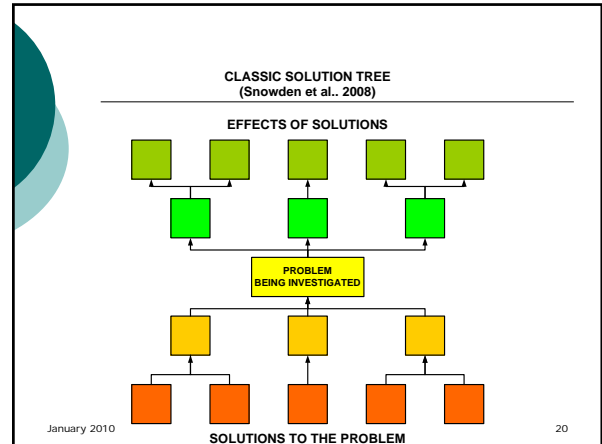 CLASSIC SOLUTION TREE
(Snowden et al.. 2008)
EFFECTS OF SOLUTIONS
PROBLEM
BEING INVESTIGATED
SOLUTIONS TO THE PROBLEM
January 2010
20